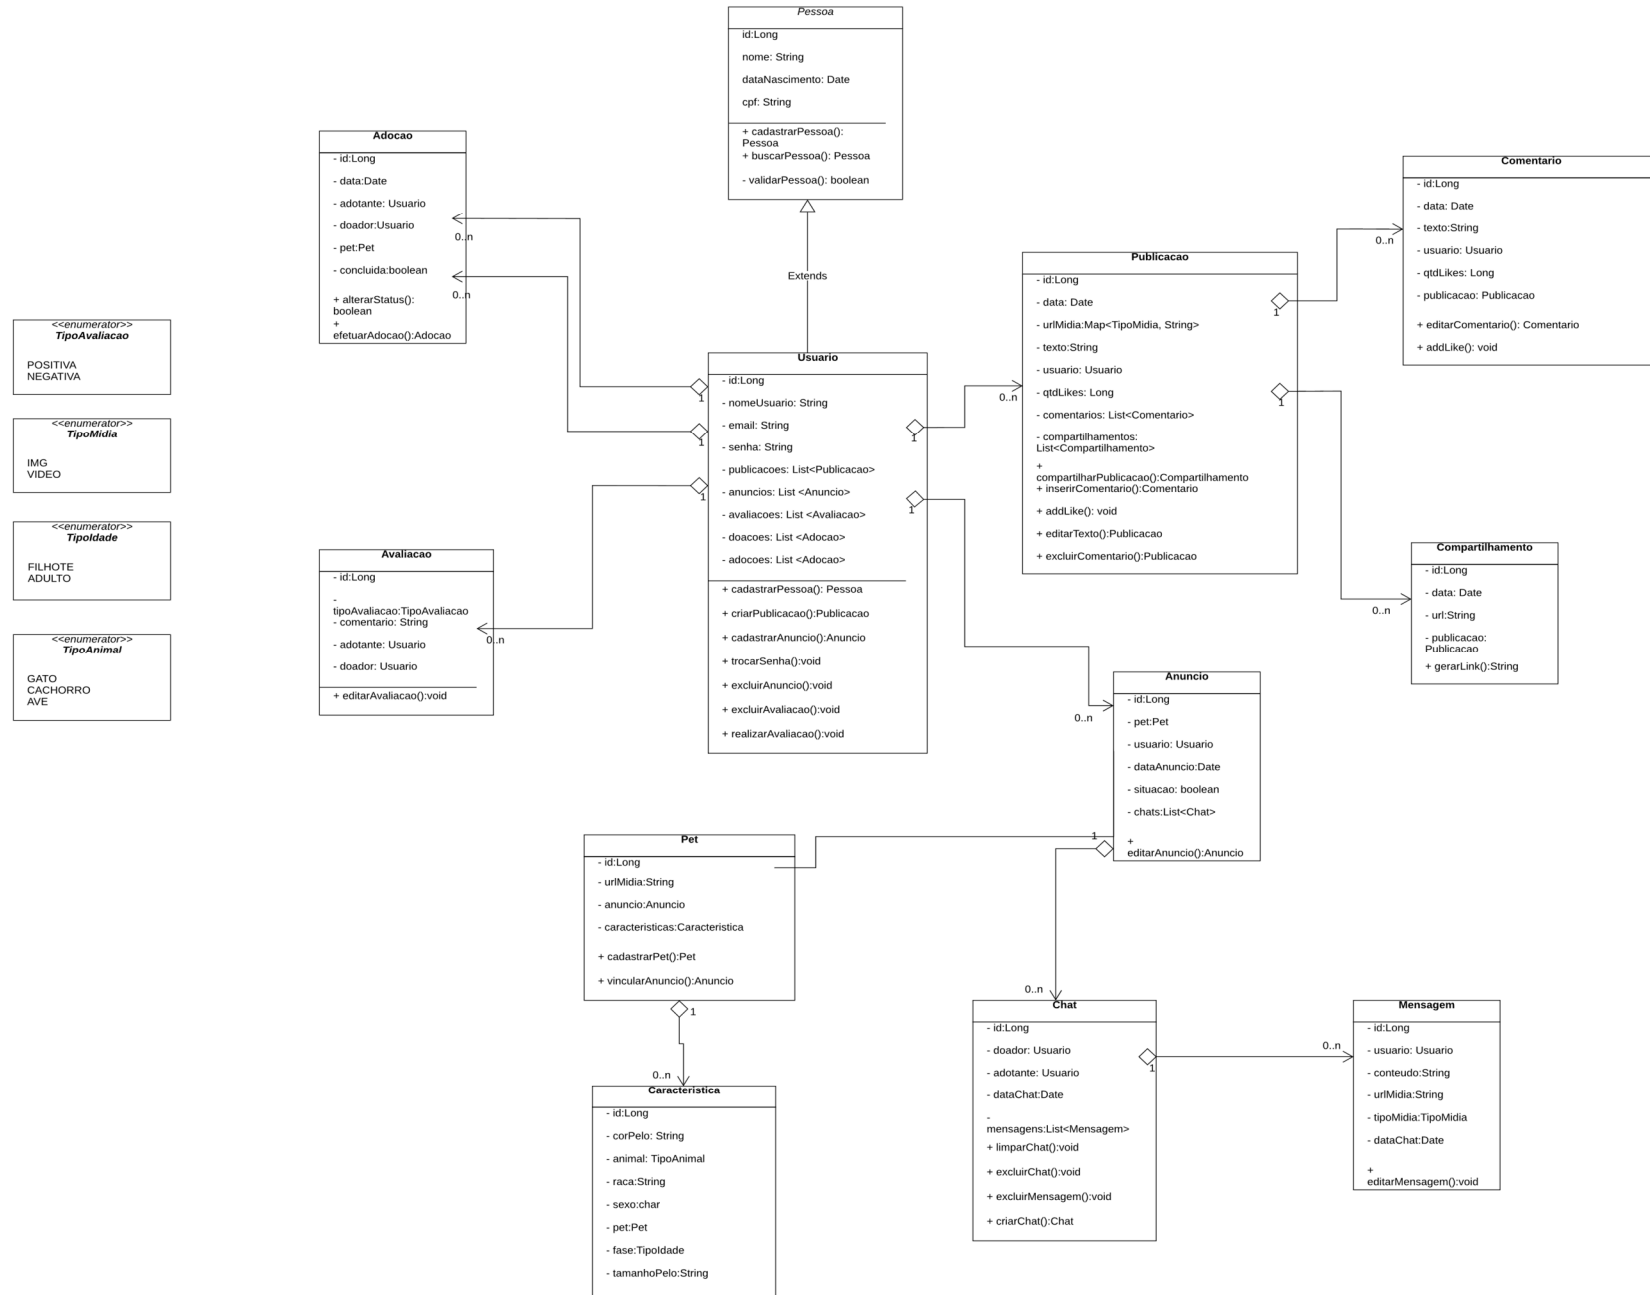 Pessoa
id:Long
nome: String
dataNascimento: Date
cpf: String
+ cadastrarPessoa():
Pessoa
+ buscarPessoa(): Pessoa
- validarPessoa(): boolean
Adocao
- id:Long
- data:Date
- adotante: Usuario
- doador:Usuario
- pet:Pet
- concluida:boolean
+ alterarStatus():
boolean
+
efetuarAdocao():Adocao
0..n
0..n
Extends
<<enumerator>>
TipoAvaliacao
POSITIVA
NEGATIVA
<<enumerator>>
TipoMidia
IMG
VIDEO
<<enumerator>>
TipoIdade
FILHOTE
ADULTO
<<enumerator>>
TipoAnimal
GATO
CACHORRO
AVE
Usuario
- id:Long
- nomeUsuario: String
- email: String
- senha: String
- publicacoes: List<Publicacao>
- anuncios: List <Anuncio>
- avaliacoes: List <Avaliacao>
- doacoes: List <Adocao>
- adocoes: List <Adocao>
+ cadastrarPessoa(): Pessoa
+ criarPublicacao():Publicacao
+ cadastrarAnuncio():Anuncio
+ trocarSenha():void
+ excluirAnuncio():void
+ excluirAvaliacao():void
+ realizarAvaliacao():void
1
1
1
1
1
Avaliacao
- id:Long
-
tipoAvaliacao:TipoAvaliacao
- comentario: String
- adotante: Usuario
- doador: Usuario
+ editarAvaliacao():void
0..n
Publicacao
- id:Long
- data: Date
- urlMidia:Map<TipoMidia, String>
- texto:String
- usuario: Usuario
- qtdLikes: Long
- comentarios: List<Comentario>
- compartilhamentos:
List<Compartilhamento>
+
compartilharPublicacao():Compartilhamento
+ inserirComentario():Comentario
+ addLike(): void
+ editarTexto():Publicacao
+ excluirComentario():Publicacao
0..n
1
1
Comentario
- id:Long
- data: Date
- texto:String
- usuario: Usuario
- qtdLikes: Long
- publicacao: Publicacao
+ editarComentario(): Comentario
+ addLike(): void
0..n
Compartilhamento
- id:Long
- data: Date
- url:String
- publicacao:
Publicacao
+ gerarLink():String
0..n
Anuncio
- id:Long
- pet:Pet
- usuario: Usuario
- dataAnuncio:Date
- situacao: boolean
- chats:List<Chat>
+
editarAnuncio():Anuncio
0..n
1
Pet
- id:Long
- urlMidia:String
- anuncio:Anuncio
- caracteristicas:Caracteristica
+ cadastrarPet():Pet
+ vincularAnuncio():Anuncio
1
0..n
Caracteristica
- id:Long
- corPelo: String
- animal: TipoAnimal
- raca:String
- sexo:char
- pet:Pet
- fase:TipoIdade
- tamanhoPelo:String
0..n
Chat
- id:Long
- doador: Usuario
- adotante: Usuario
- dataChat:Date
-
mensagens:List<Mensagem>
+ limparChat():void
+ excluirChat():void
+ excluirMensagem():void
+ criarChat():Chat
1
0..n
Mensagem
- id:Long
- usuario: Usuario
- conteudo:String
- urlMidia:String
- tipoMidia:TipoMidia
- dataChat:Date
+
editarMensagem():void